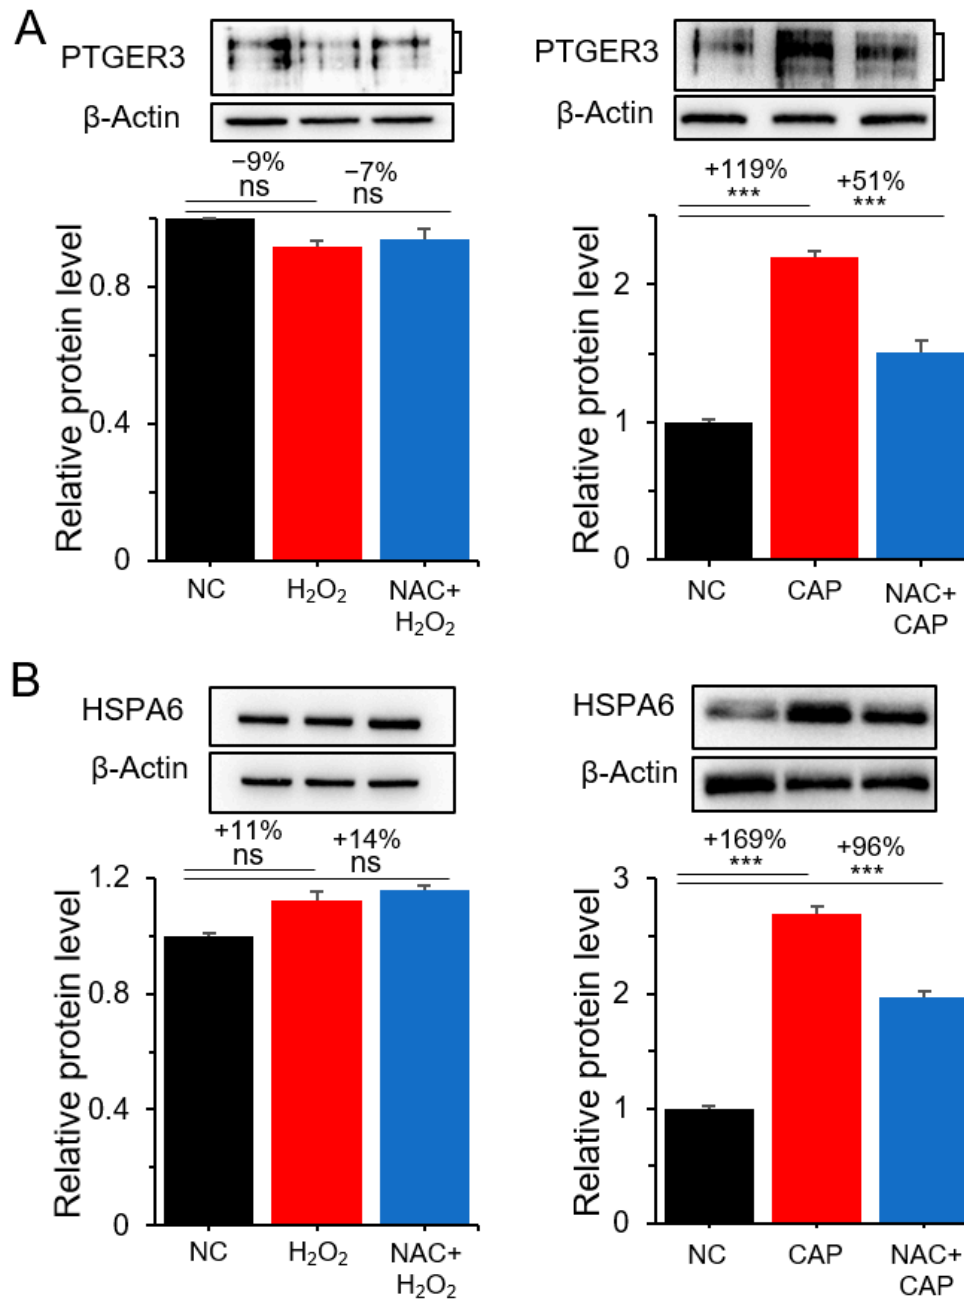 A
PTGER3
β-Actin
−9%
ns
−7%
ns
Relative protein level
0.8
0.4
0
NC
H₂O₂
NAC+
H₂O₂
PTGER3
β-Actin
+119%
***
+51%
***
Relative protein level
2
1
0
NC
CAP
NAC+
CAP
B
HSPA6
β-Actin
+11%
ns
+14%
ns
Relative protein level
1.2
0.8
0.4
0
NC
H₂O₂
NAC+
H₂O₂
HSPA6
β-Actin
+169%
***
+96%
***
Relative protein level
3
2
1
0
NC
CAP
NAC+
CAP